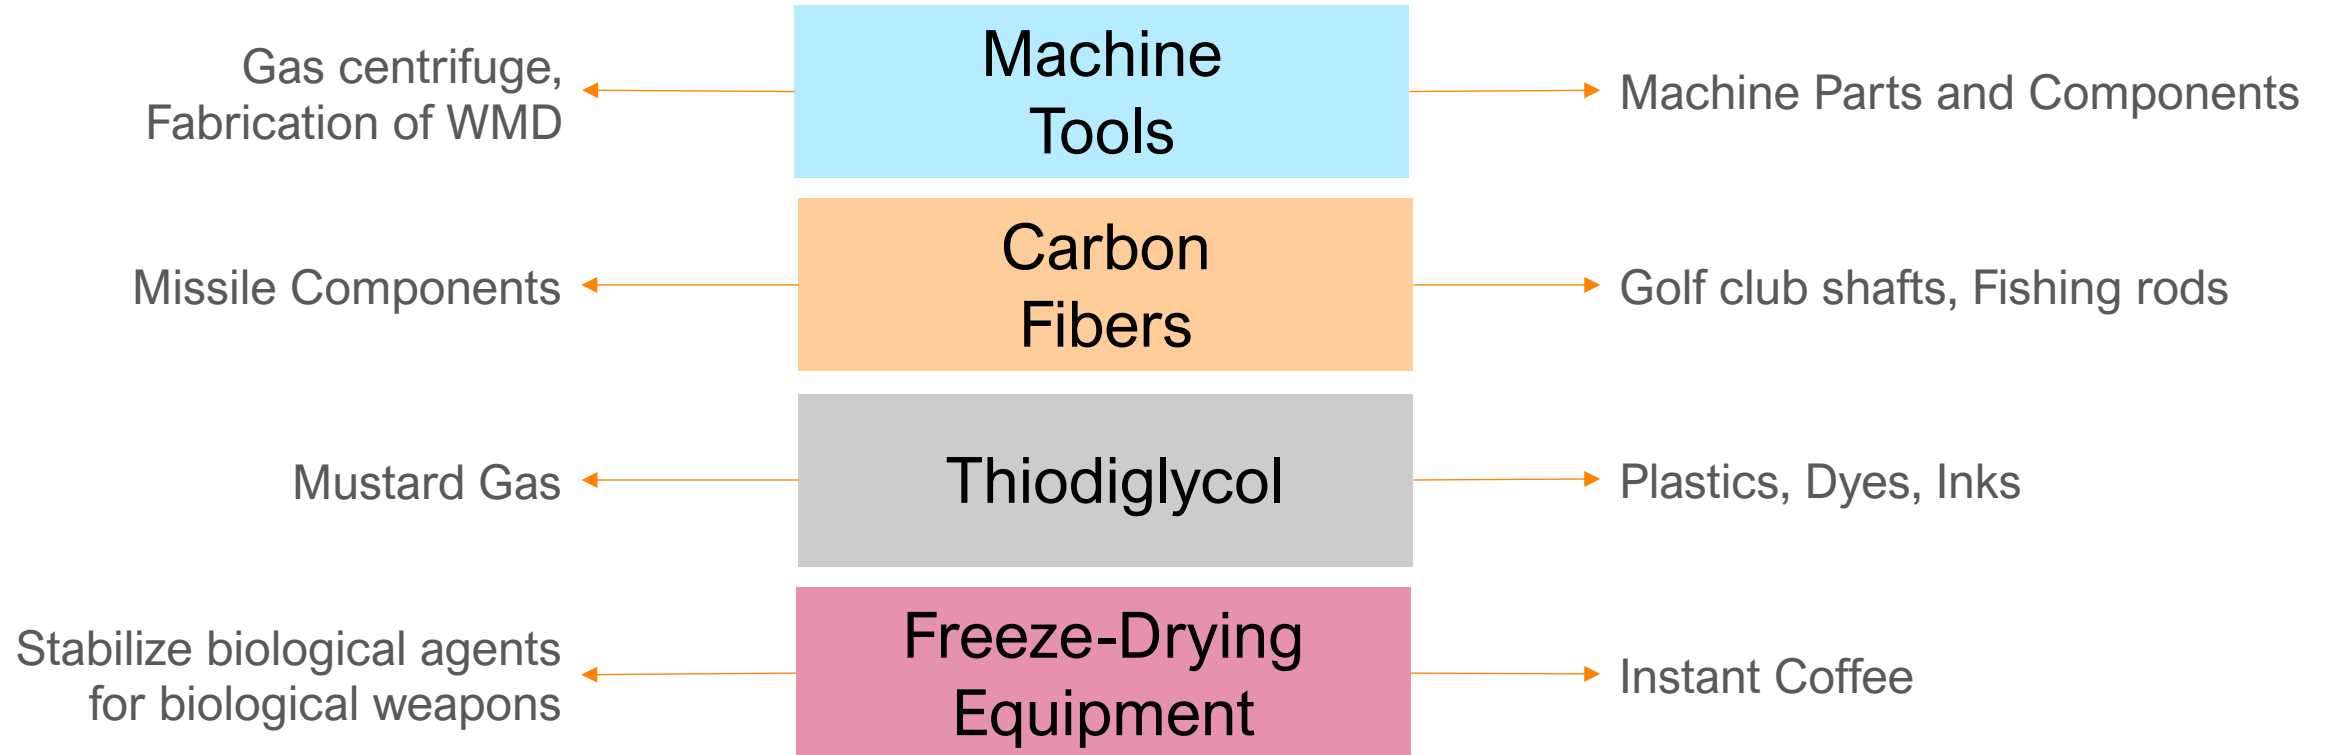 Gas centrifuge,
Fabrication of WMD
Machine
Tools
Machine Parts and Components
Missile Components
Carbon
Fibers
Golf club shafts, Fishing rods
Mustard Gas
Thiodiglycol
Plastics, Dyes, Inks
Stabilize biological agents
for biological weapons
Freeze-Drying
Equipment
Instant Coffee